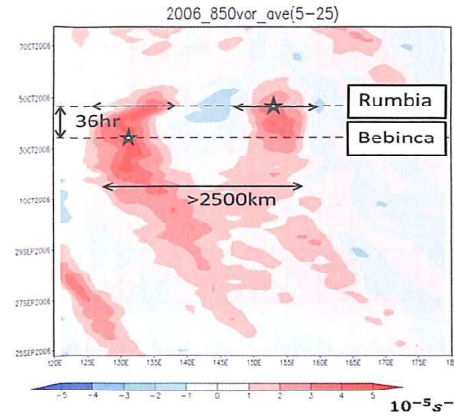 2006_850vor_ave(5-25)
7OCT2006
5OCT2006
Rumbia
36hr
Bebinca
3OCT2006
1OCT2006
>2500km
29SEP2006
27SEP2006
25SEP2006
120E 125E 130E 135E 140E 145E 150E 155E 160E 165E 170E 175E 18
-5 -4 -3 -2 -1 0 1 2 3 4 5
10⁻⁵s⁻